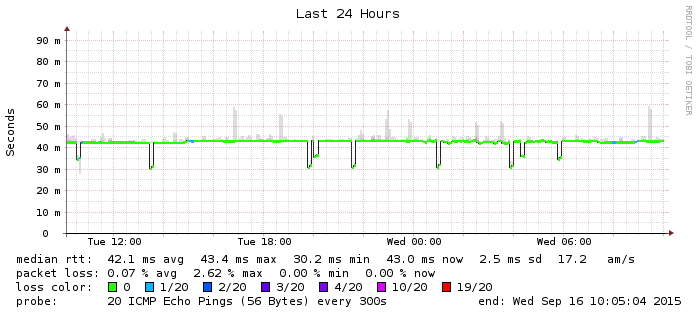 Last 24 Hours
RRDTOOL / TOBI OETIKER
Seconds
90 m
80 m
70 m
60 m
50 m
40 m
30 m
20 m
10 m
0
Tue 12:00 Tue 18:00 Wed 00:00 Wed 06:00
median rtt: 42.1 ms avg 43.4 ms max 30.2 ms min 43.0 ms now 2.5 ms sd 17.2 am/s
packet loss: 0.07 % avg 2.62 % max 0.00 % min 0.00 % now
loss color: 0 1/20 2/20 3/20 4/20 10/20 19/20
probe: 20 ICMP Echo Pings (56 Bytes) every 300s end: Wed Sep 16 10:05:04 2015